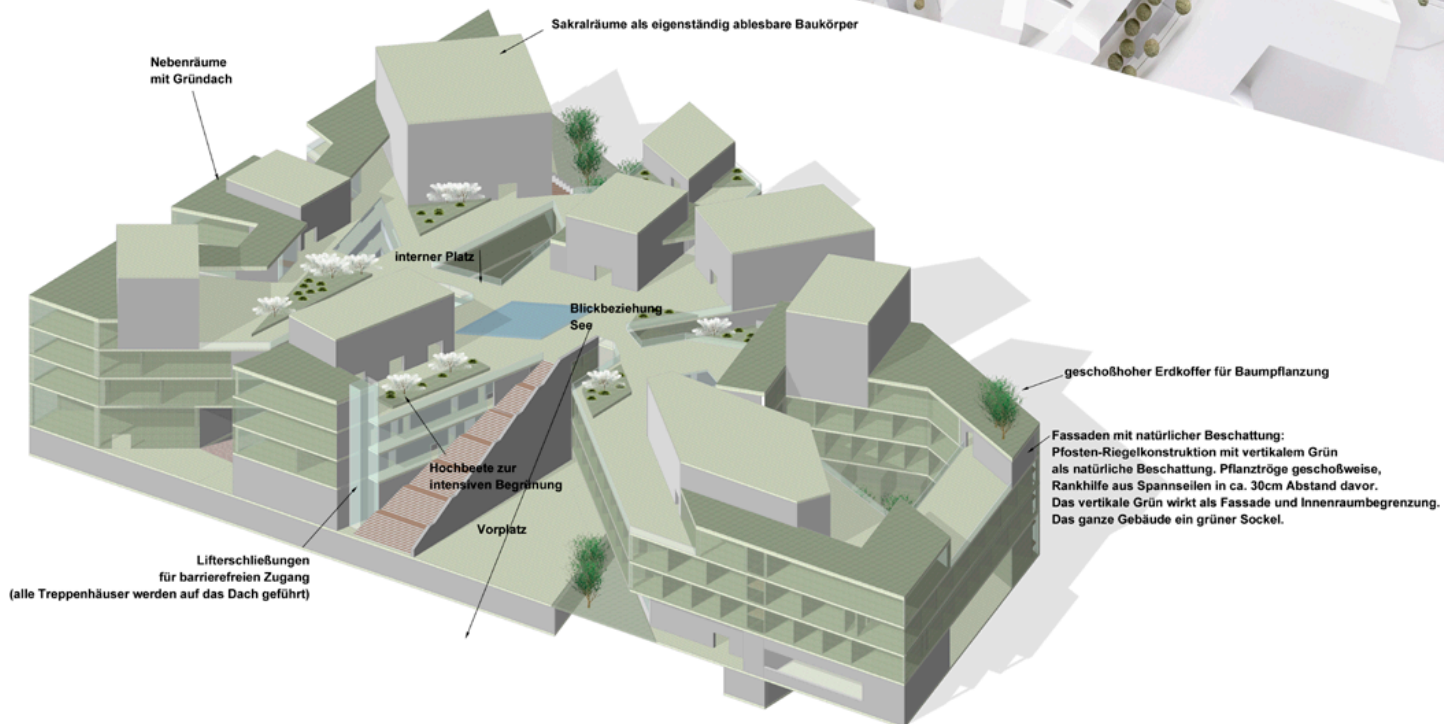 Sakralräume als eigenständig ablesbare Baukörper
Nebenräume
mit Gründach
interner Platz
Blickbeziehung
See
geschoßhoher Erdkoffer für Baumpflanzung
Fassaden mit natürlicher Beschattung:
Pfosten-Riegelkonstruktion mit vertikalem Grün
als natürliche Beschattung. Pflanztröge geschoßweise,
Rankhilfe aus Spannseilen in ca. 30cm Abstand davor.
Das vertikale Grün wirkt als Fassade und Innenraumbegrenzung.
Das ganze Gebäude ein grüner Sockel.
Hochbeete zur
intensiven Begrünung
Vorplatz
Lifterschließungen
für barrierefreien Zugang
(alle Treppenhäuser werden auf das Dach geführt)